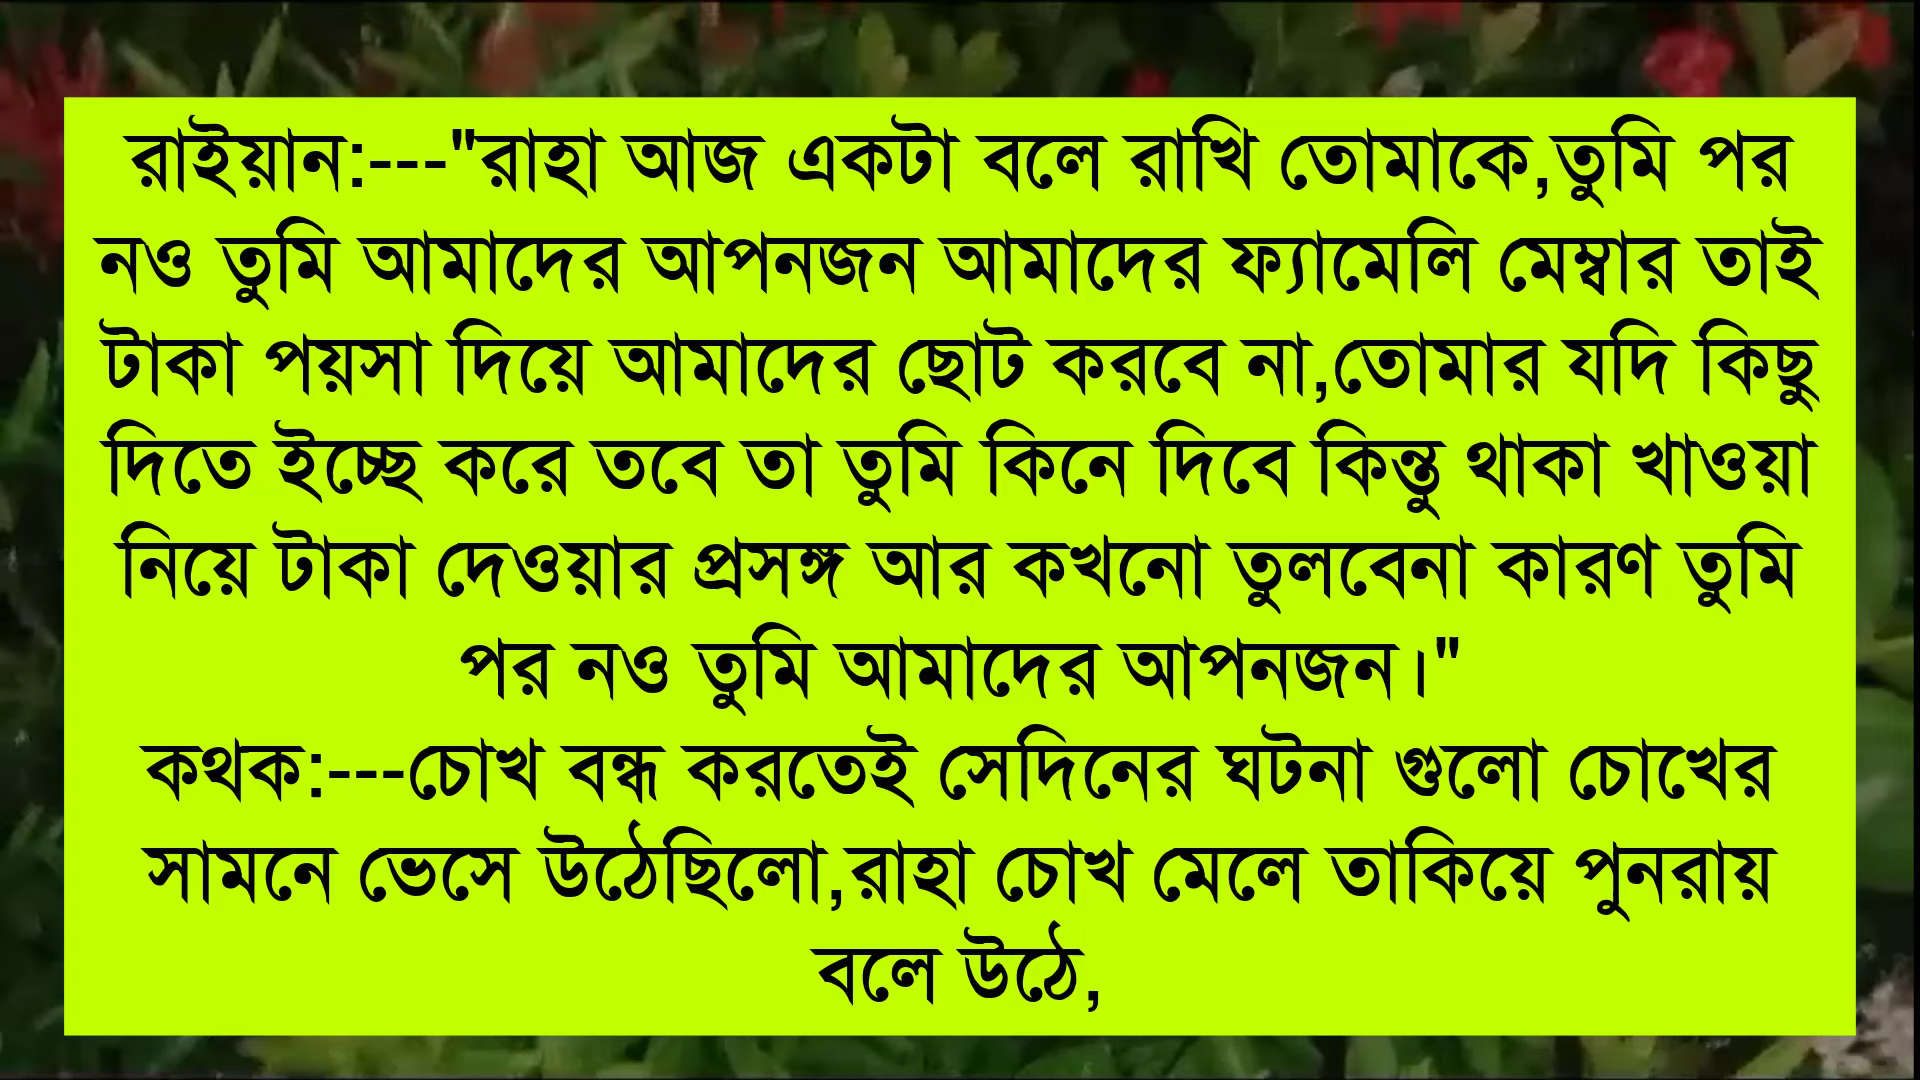 রাইয়ান:---"রাহা আজ একটা বলে রাখি তোমাকে,তুমি পর
নও তুমি আমাদের আপনজন আমাদের ফ্যামেলি মেম্বার তাই
টাকা পয়সা দিয়ে আমাদের ছোট করবে না,তোমার যদি কিছু
দিতে ইচ্ছে করে তবে তা তুমি কিনে দিবে কিন্তু থাকা খাওয়া
নিয়ে টাকা দেওয়ার প্রসঙ্গ আর কখনো তুলবেনা কারণ তুমি
পর নও তুমি আমাদের আপনজন।"
কথক:---চোখ বন্ধ করতেই সেদিনের ঘটনা গুলো চোখের
সামনে ভেসে উঠেছিলো,রাহা চোখ মেলে তাকিয়ে পুনরায়
বলে উঠে,